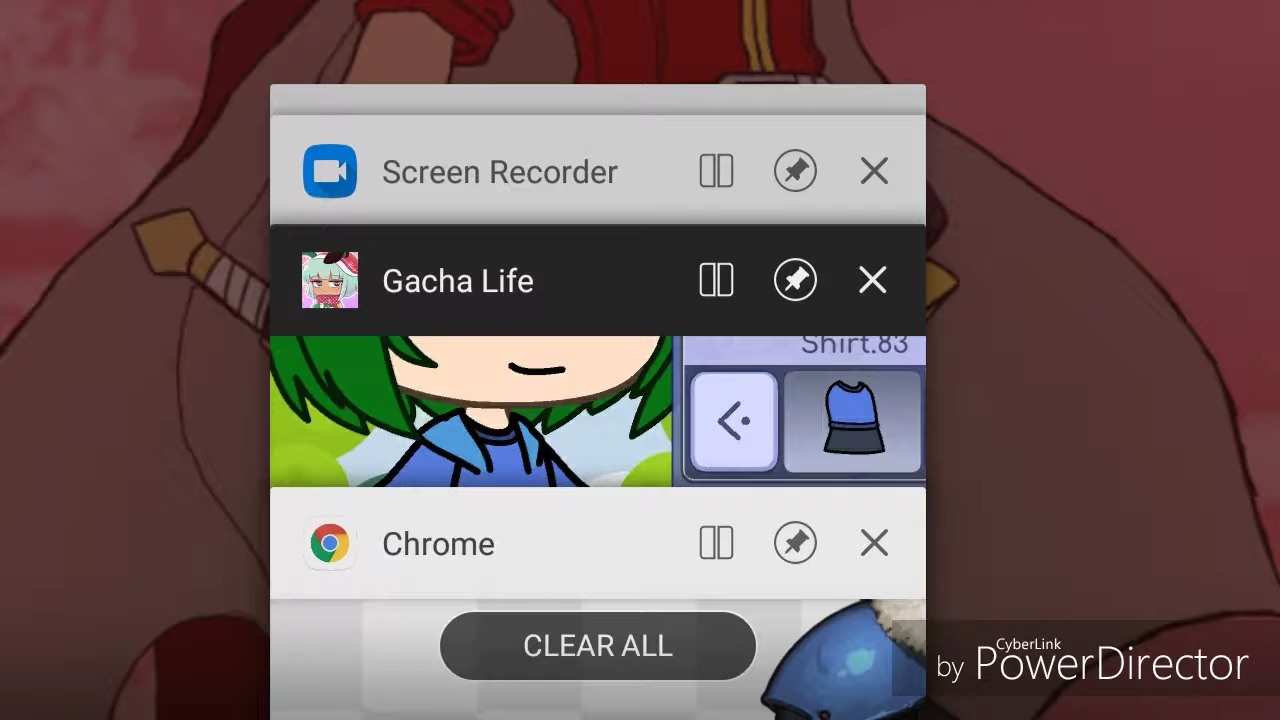 Screen Recorder
Gacha Life
Shirt.83
Chrome
CLEAR ALL
CyberLink
by PowerDirector